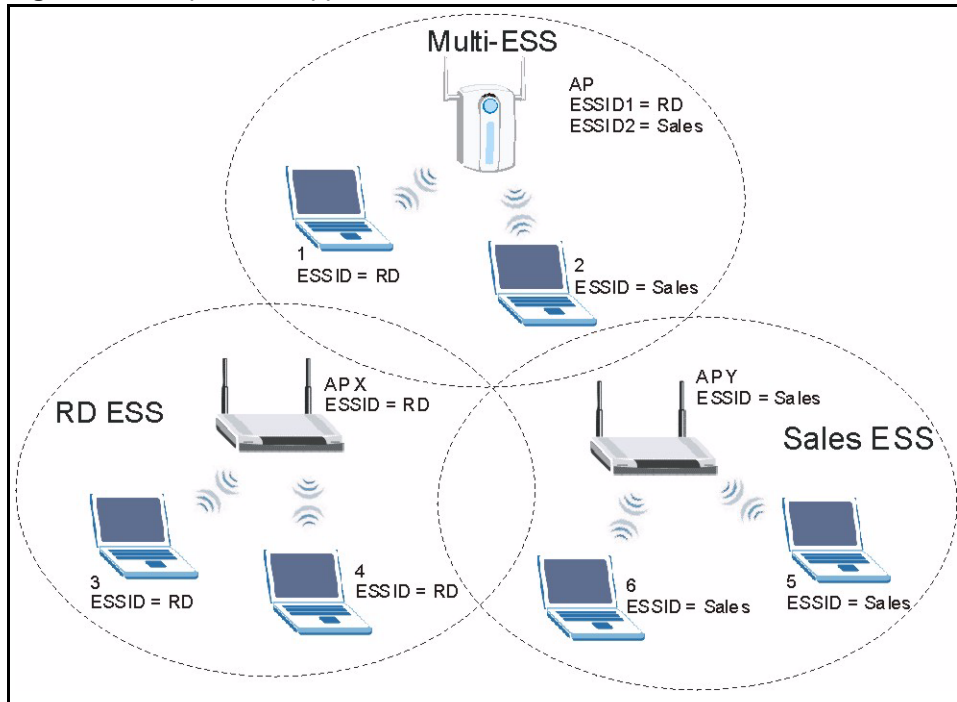 Multi-ESS
AP
ESSID1 = RD
ESSID2 = Sales
1
ESSID = RD
2
ESSID = Sales
RD ESS
AP X
ESSID = RD
AP Y
ESSID = Sales
Sales ESS
3
ESSID = RD
4
ESSID = RD
6
ESSID = Sales
5
ESSID = Sales